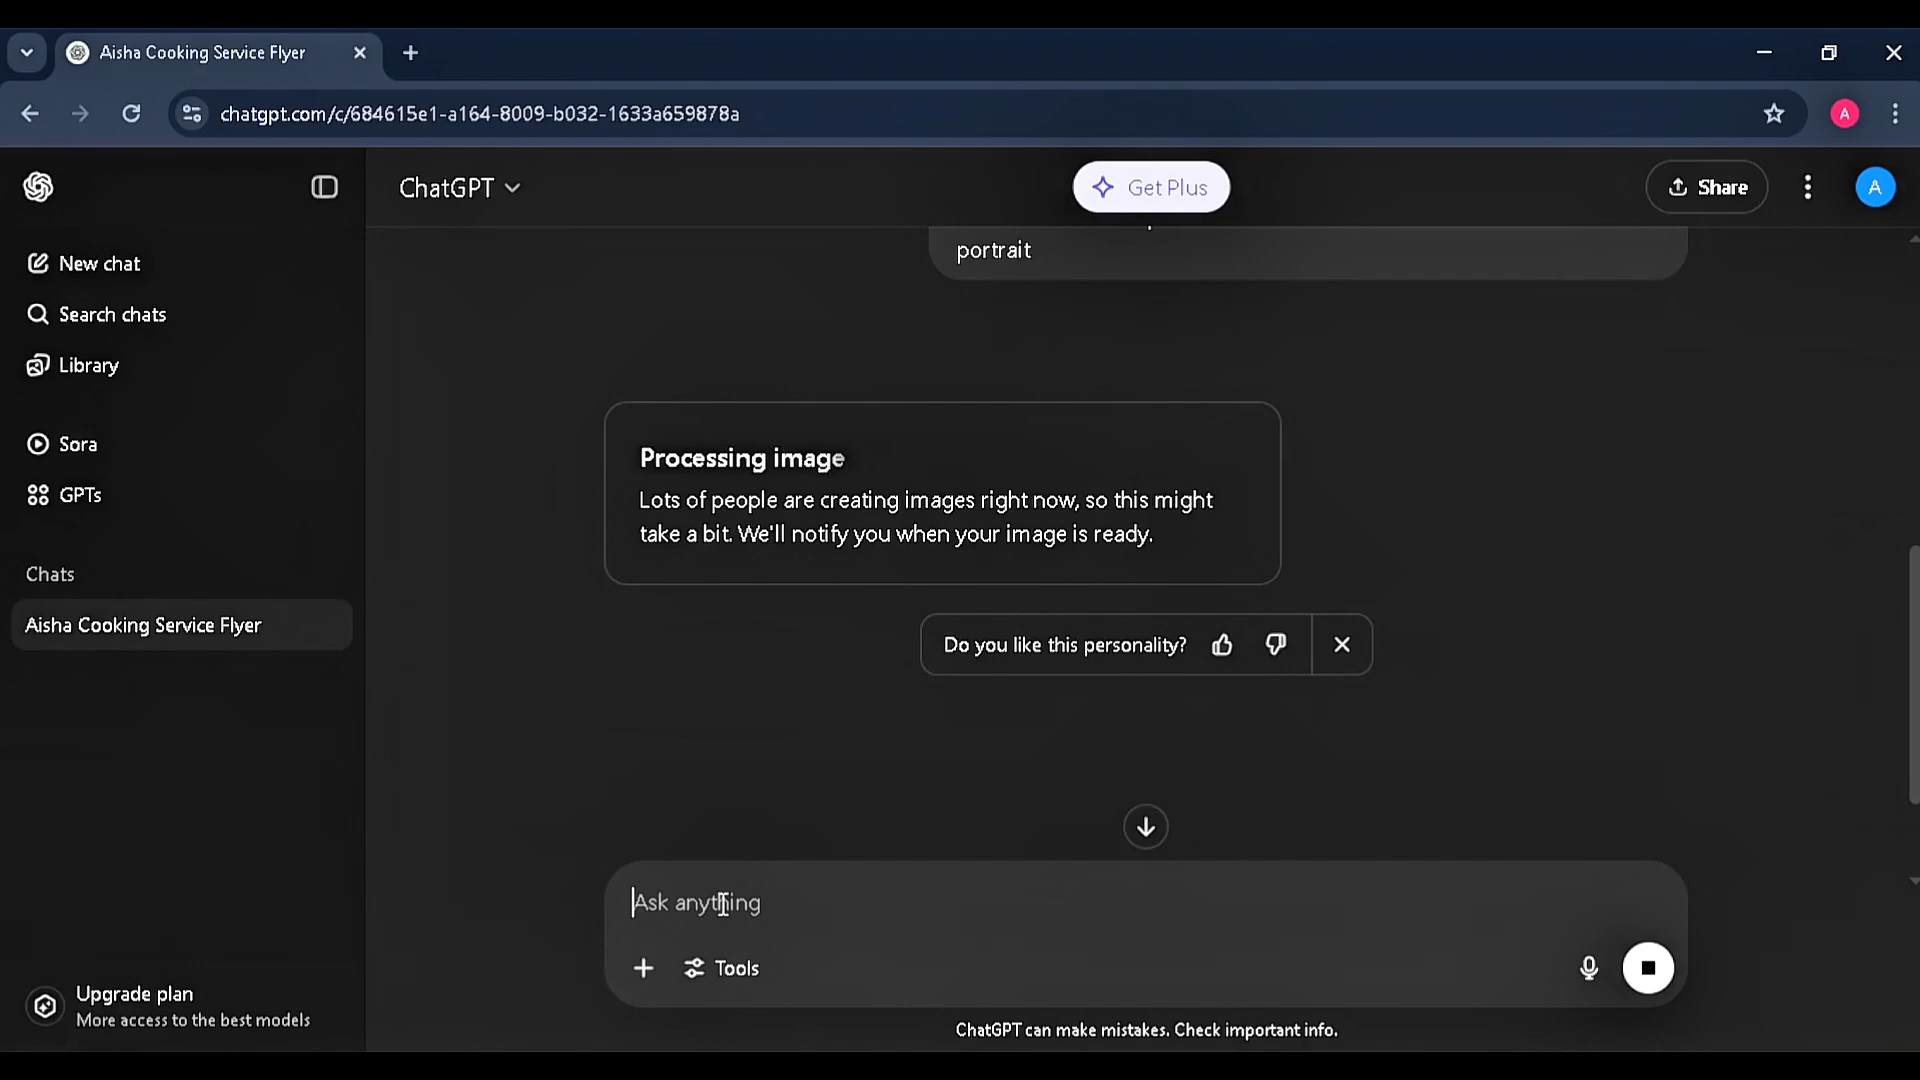 Aisha Cooking Service Flyer
chatgpt.com/c/684615e1-a164-8009-b032-1633a659878a
A
ChatGPT
Get Plus
Share
A
New chat
Search chats
Library
Sora
GPTs
Chats
Aisha Cooking Service Flyer
Upgrade plan
More access to the best models
portrait
Processing image
Lots of people are creating images right now, so this might
take a bit. We'll notify you when your image is ready.
Do you like this personality?
Ask anything
Tools
ChatGPT can make mistakes. Check important info.